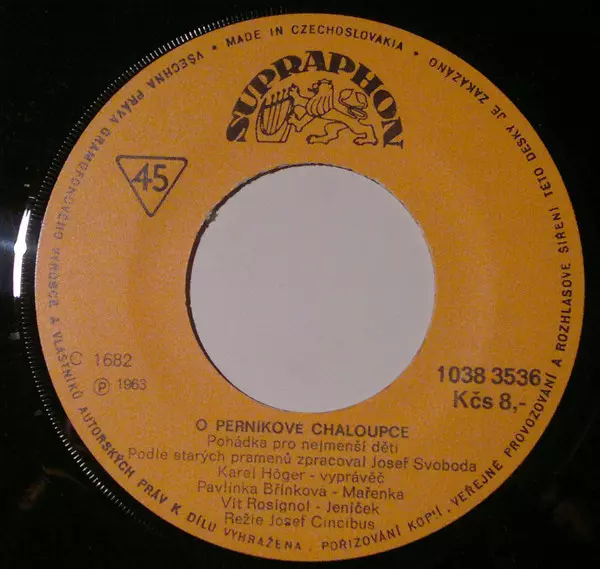 • MADE IN CZECHOSLOVAKIA •
SUPRAPHON
45
C 1682
Ⓟ 1963
1038 3536
Kčs 8,-
O PERNÍKOVÉ CHALOUPCE
Pohádka pro nejmenší děti
Podle starých pramenů zpracoval Josef Svoboda
Karel Höger - vyprávěč
Pavlínka Břínkova - Mařenka
Vít Rosignol - Jeníček
Režie Josef Cincibus
VŠECHNA PRÁVA GRAMOFONOVÉHO VÝROBCE A VLASTNÍKŮ AUTORSKÝCH PRÁV K DÍLU VYHRAŽENA. POŘIZOVÁNÍ KOPIÍ, VEŘEJNÉ PROVOZOVÁNÍ A ROZHLASOVÉ ŠÍŘENÍ TÉTO DESKY JE ZAKÁZÁNO